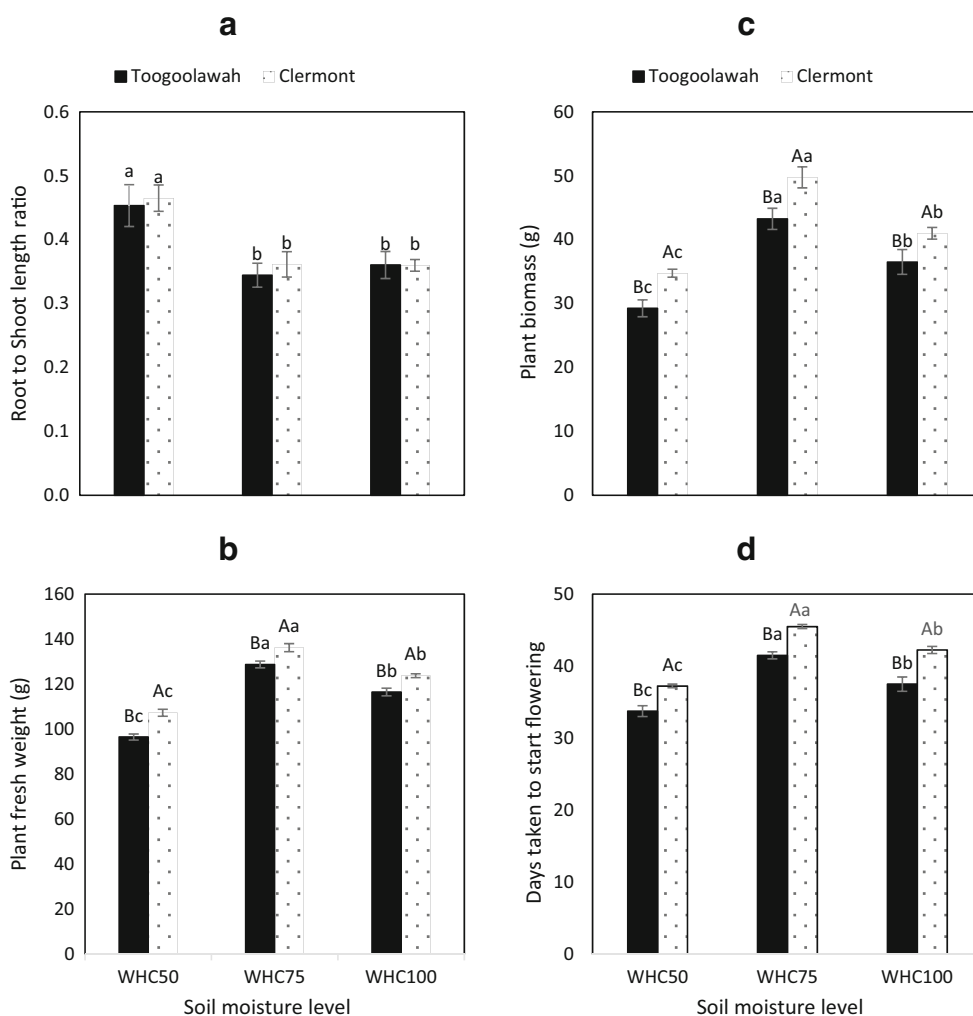 a
Toogoolawah Clermont
0.6
0.5
0.4
0.3
0.2
0.1
0.0
Root to Shoot length ratio
a a
b b
b b
c
Toogoolawah Clermont
60
50
40
30
20
10
0
Plant biomass (g)
Bc Ac
Ba Aa
Bb Ab
b
160
140
120
100
80
60
40
20
0
Plant fresh weight (g)
Bc Ac
Ba Aa
Bb Ab
WHC50 WHC75 WHC100
Soil moisture level
d
50
40
30
20
10
0
Days taken to start flowering
Bc Ac
Ba Aa
Bb Ab
WHC50 WHC75 WHC100
Soil moisture level